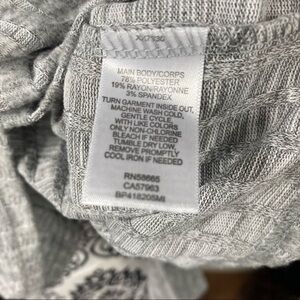 MAIN BODY/CORPS
78% POLYESTER
19% RAYON-RAYONNE
3% SPANDEX
TURN GARMENT INSIDE OUT,
MACHINE WASH COLD,
GENTLE CYCLE,
WITH LIKE COLORS
ONLY NON-CHLORINE
BLEACH IF NEEDED
TUMBLE DRY LOW
REMOVE PROMPTLY
COOL IRON IF NEEDED
RN58665
CA57963
BP41820SMI